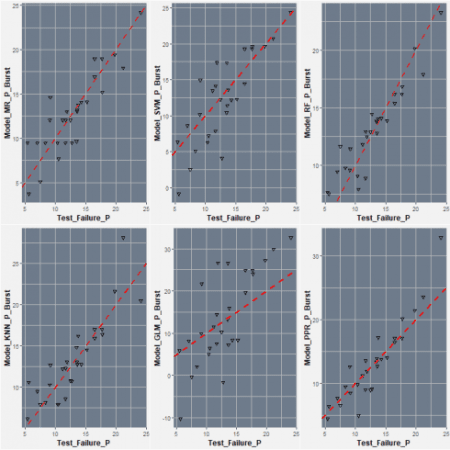 25
20
15
10
5
Model_MR_P_Burst
5 10 15 20 25
Test_Failure_P
25
20
15
10
5
0
Model_SVM_P_Burst
5 10 15 20 25
Test_Failure_P
20
15
10
Model_RF_P_Burst
5 10 15 20 25
Test_Failure_P
25
20
15
10
Model_KNN_P_Burst
5 10 15 20 25
Test_Failure_P
30
20
10
0
-10
Model_GLM_P_Burst
5 10 15 20 25
Test_Failure_P
30
20
10
Model_PPR_P_Burst
5 10 15 20 25
Test_Failure_P